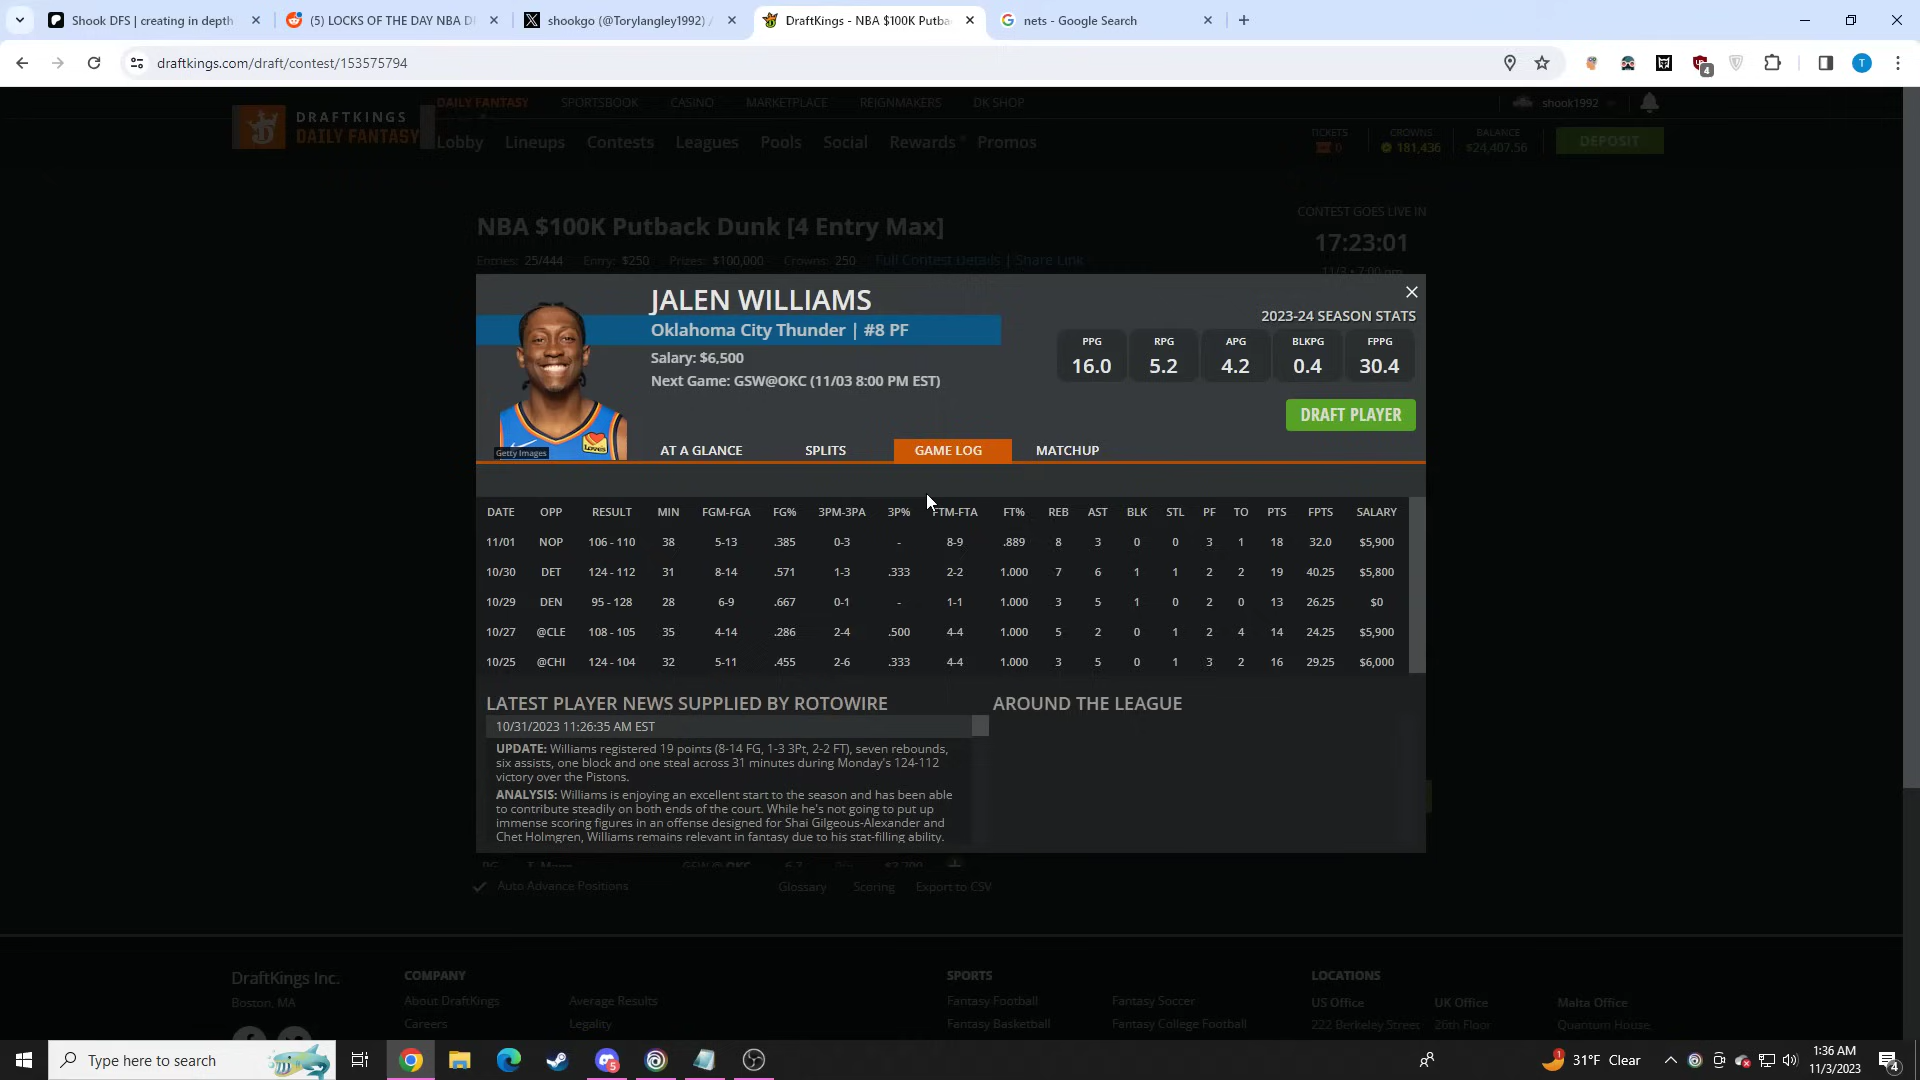 Shook DFS | creating in depth
(5) LOCKS OF THE DAY NBA D
shookgo (@Torylangley1992) /
DraftKings - NBA $100K Putba
nets - Google Search
draftkings.com/draft/contest/153575794
4
T
DAILY FANTASY SPORTSBOOK CASINO MARKETPLACE REIGNMAKERS DK SHOP
shook1992
DRAFTKINGS
DAILY FANTASY
Lobby Lineups Contests Leagues Pools Social Rewards Promos
TICKETS
0
CROWNS
181,436
BALANCE
$24,407.56
DEPOSIT
NBA $100K Putback Dunk [4 Entry Max]
CONTEST GOES LIVE IN
17:23:01
11/3 • 7:00 pm
Entries: 25/444 Entry: $250 Prizes: $100,000 Crowns: 250 Full Contest Details | Share Link
JALEN WILLIAMS
Oklahoma City Thunder | #8 PF
Salary: $6,500
Next Game: GSW@OKC (11/03 8:00 PM EST)
Getty Images
Loves
2023-24 SEASON STATS
PPG RPG APG BLKPG FPPG
16.0 5.2 4.2 0.4 30.4
DRAFT PLAYER
AT A GLANCE SPLITS GAME LOG MATCHUP
DATE OPP RESULT MIN FGM-FGA FG% 3PM-3PA 3P% FTM-FTA FT% REB AST BLK STL PF TO PTS FPTS SALARY
11/01 NOP 106 - 110 38 5-13 .385 0-3 - 8-9 .889 8 3 0 0 3 1 18 32.0 $5,900
10/30 DET 124 - 112 31 8-14 .571 1-3 .333 2-2 1.000 7 6 1 1 2 2 19 40.25 $5,800
10/29 DEN 95 - 128 28 6-9 .667 0-1 - 1-1 1.000 3 5 1 0 2 0 13 26.25 $0
10/27 @CLE 108 - 105 35 4-14 .286 2-4 .500 4-4 1.000 5 2 0 1 2 4 14 24.25 $5,900
10/25 @CHI 124 - 104 32 5-11 .455 2-6 .333 4-4 1.000 3 5 0 1 3 2 16 29.25 $6,000
LATEST PLAYER NEWS SUPPLIED BY ROTOWIRE
AROUND THE LEAGUE
10/31/2023 11:26:35 AM EST
UPDATE: Williams registered 19 points (8-14 FG, 1-3 3Pt, 2-2 FT), seven rebounds,
six assists, one block and one steal across 31 minutes during Monday's 124-112
victory over the Pistons.
ANALYSIS: Williams is enjoying an excellent start to the season and has been able
to contribute steadily on both ends of the court. While he's not going to put up
immense scoring figures in an offense designed for Shai Gilgeous-Alexander and
Chet Holmgren, Williams remains relevant in fantasy due to his stat-filling ability.
Auto Advance Positions
Glossary Scoring Export to CSV
DraftKings Inc.
Boston, MA
COMPANY
About DraftKings
Average Results
Careers
Legality
SPORTS
Fantasy Football
Fantasy Soccer
Fantasy Basketball
Fantasy College Football
LOCATIONS
US Office
UK Office
Malta Office
222 Berkeley Street
26th Floor
Quantum House
Type here to search
5
1
31°F Clear
1:36 AM
11/3/2023
4